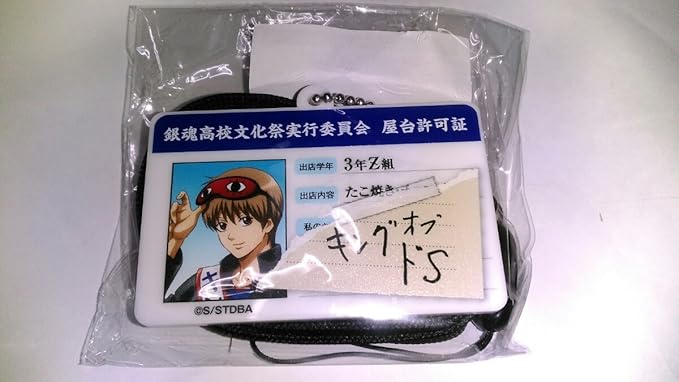 銀魂高校文化祭実行委員会 屋台許可証
出店学年 3年Z組
出店内容 たこ焼き
私の
キング オブ
ドS
©S/STDBA